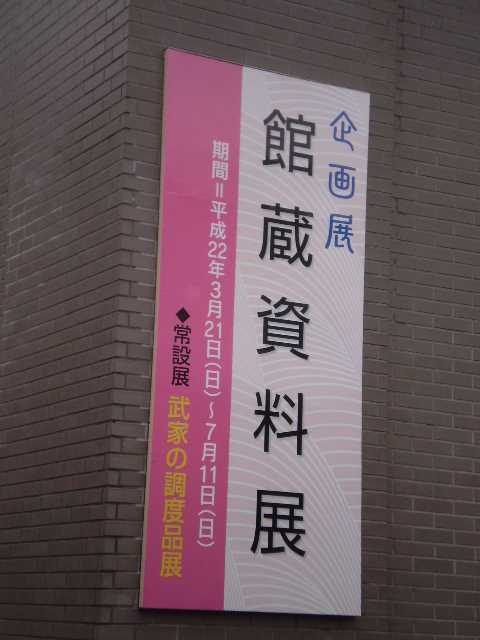 企画展
館蔵資料展
期間＝平成22年3月21日(日)～7月11日(日)
◆常設展 武家の調度品展